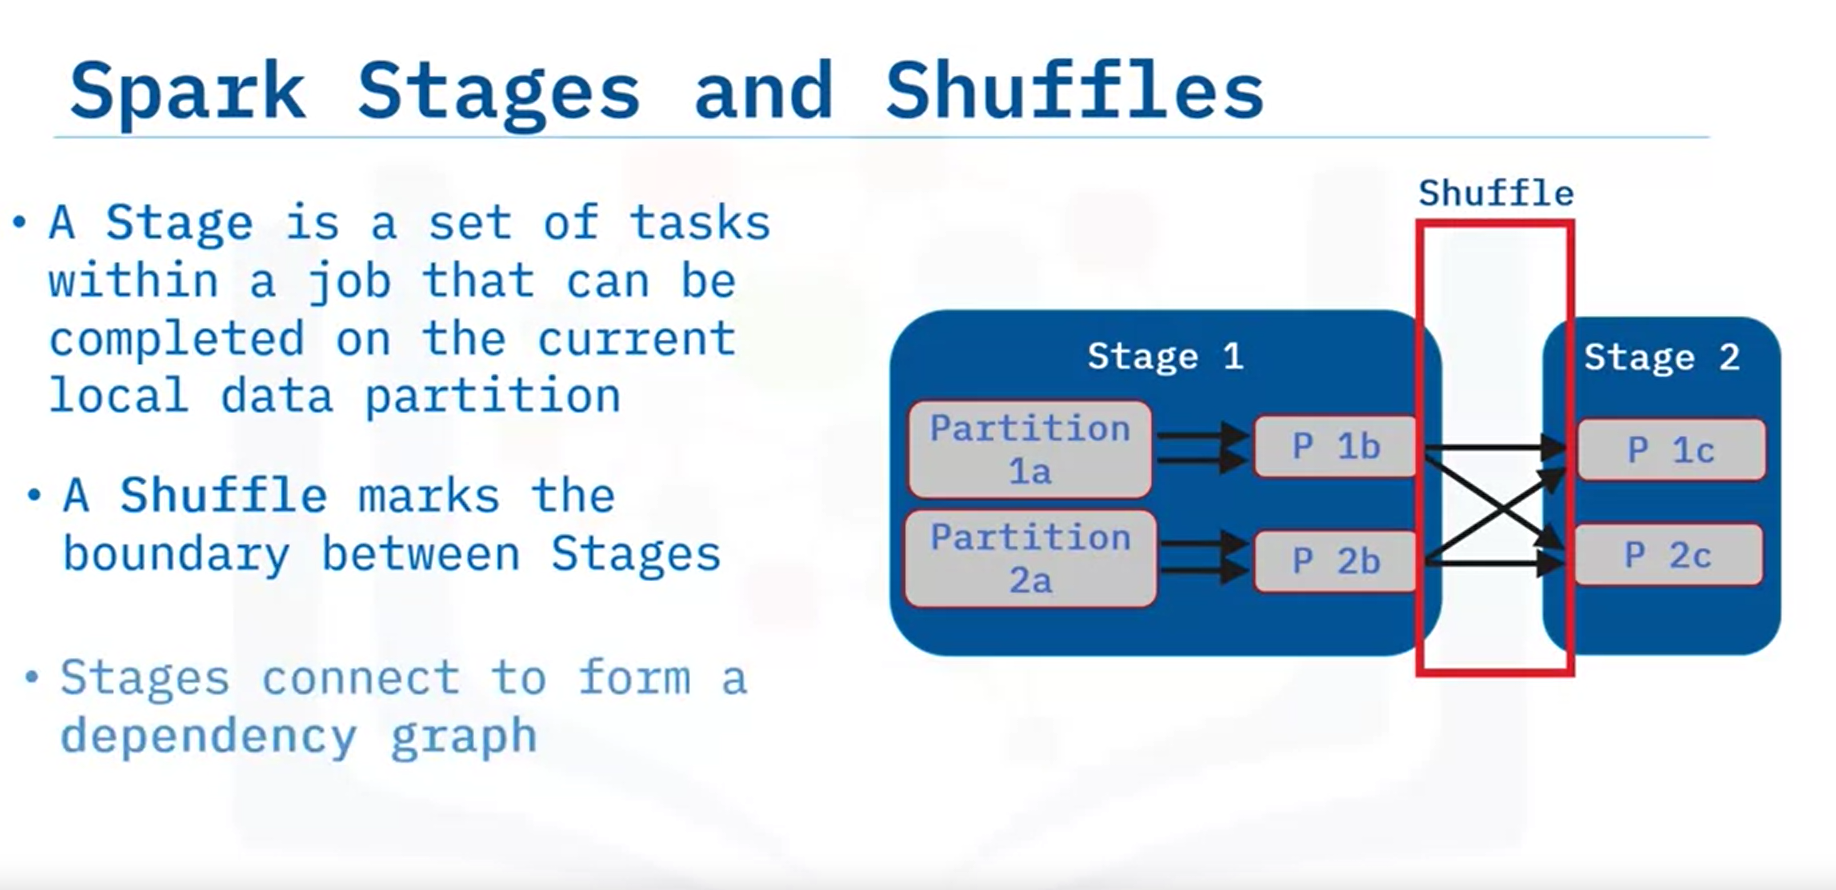 Spark Stages and Shuffles
• A Stage is a set of tasks
within a job that can be
completed on the current
local data partition
• A Shuffle marks the
boundary between Stages
• Stages connect to form a
dependency graph
Shuffle
Stage 1
Partition
1a
P 1b
Partition
2a
P 2b
Stage 2
P 1c
P 2c